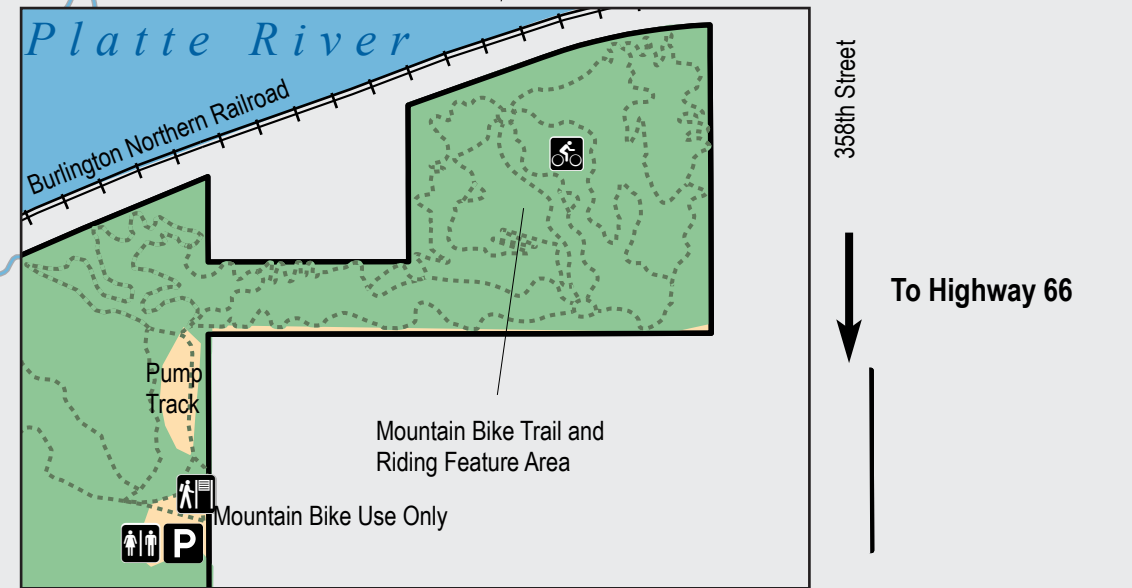 Platte River
358th Street
Burlington Northern Railroad
To Highway 66
Pump
Track
Mountain Bike Trail and
Riding Feature Area
Mountain Bike Use Only
P